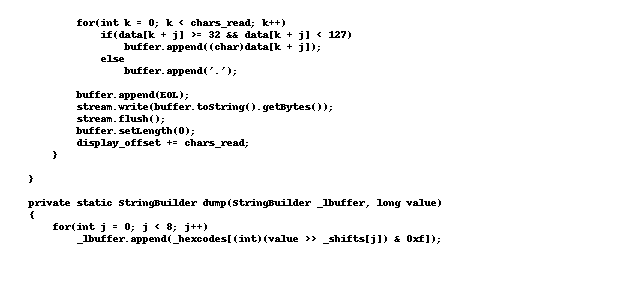 for(int k = 0; k < chars_read; k++)
if(data[k + j] >= 32 && data[k + j] < 127)
buffer.append((char)data[k + j]);
else
buffer.append('.');
buffer.append(EOL);
stream.write(buffer.toString().getBytes());
stream.flush();
buffer.setLength(0);
display_offset += chars_read;
}
}
private static StringBuilder dump(StringBuilder _lbuffer, long value)
{
for(int j = 0; j < 8; j++)
_lbuffer.append(_hexcodes[(int)(value >> _shifts[j]) & 0xf]);